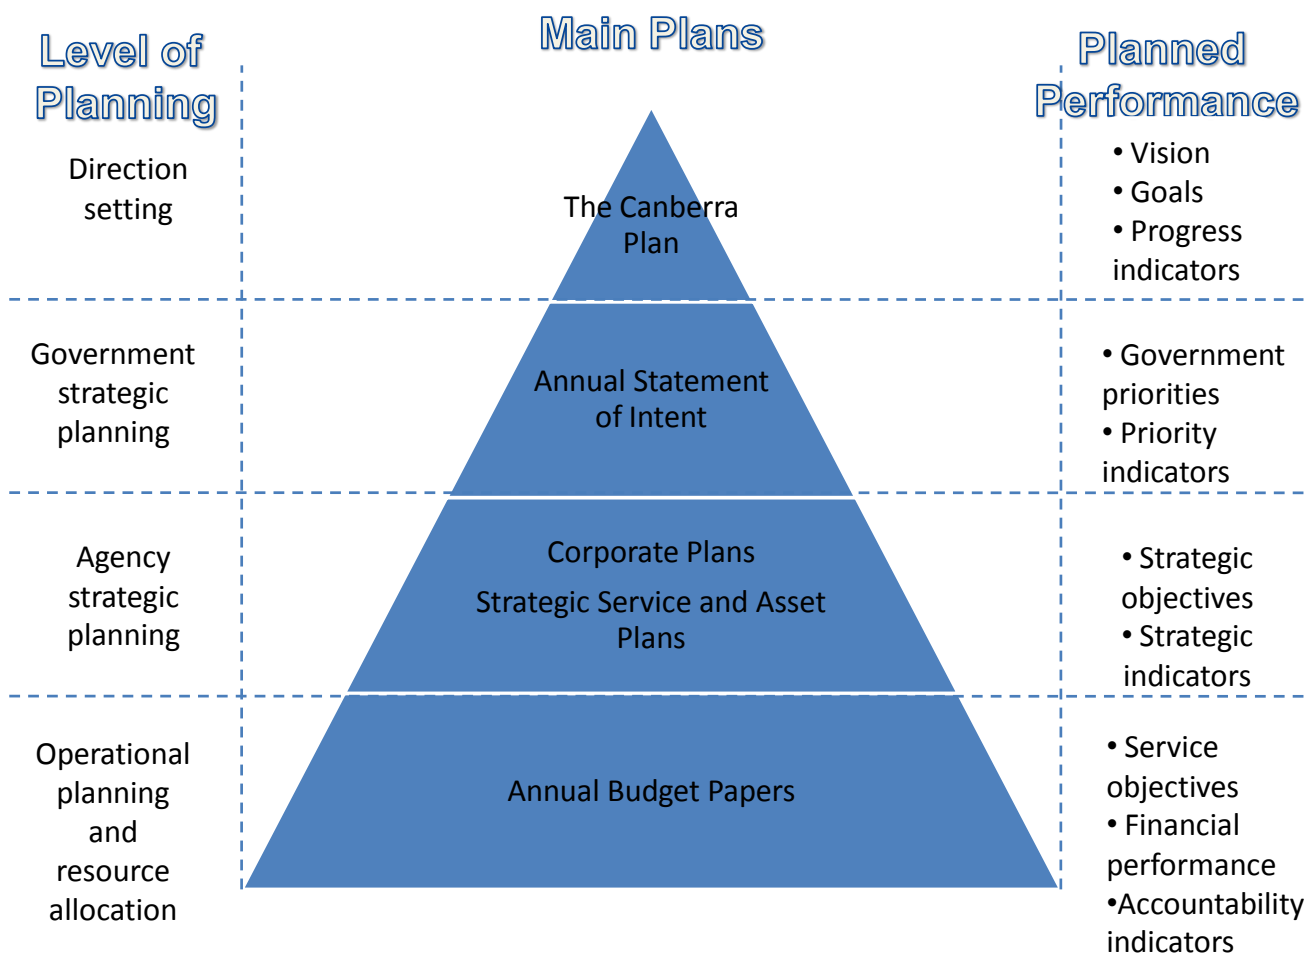 Level of
Planning
Main Plans
Planned
Performance
Direction
setting
The Canberra
Plan
• Vision
• Goals
• Progress
indicators
Government
strategic
planning
Annual Statement
of Intent
• Government
priorities
• Priority
indicators
Agency
strategic
planning
Corporate Plans
Strategic Service and Asset
Plans
• Strategic
objectives
• Strategic
indicators
Operational
planning
and
resource
allocation
Annual Budget Papers
• Service
objectives
• Financial
performance
•Accountability
indicators